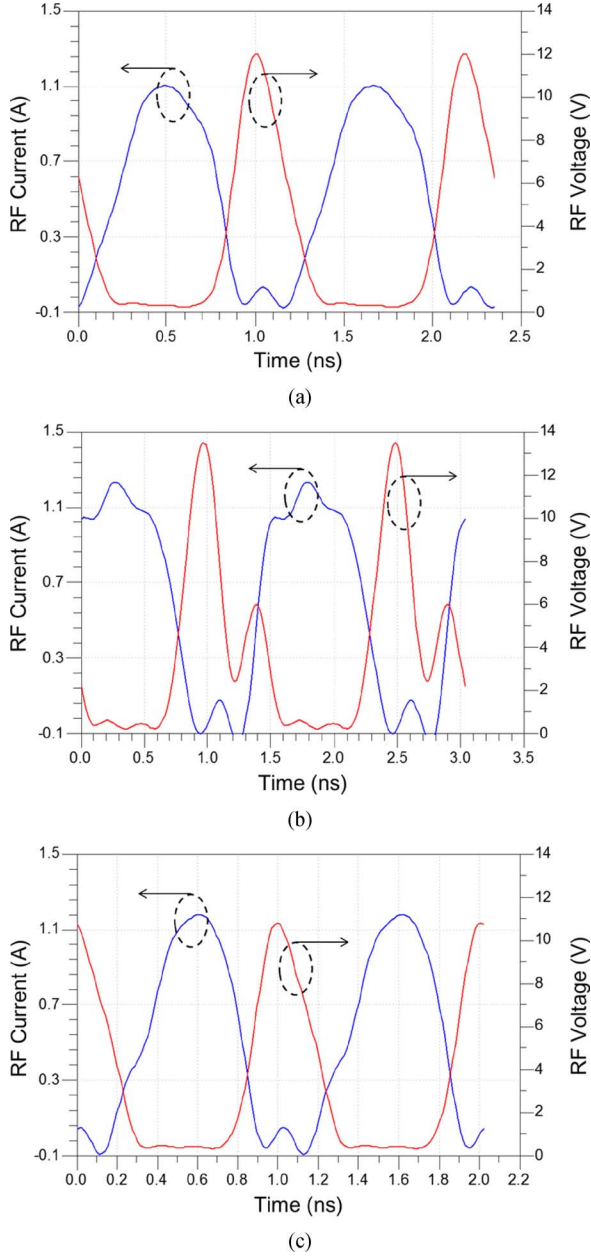 1.5
1.1
0.7
0.3
-0.1
RF Current (A)
14
12
10
8
6
4
2
0
RF Voltage (V)
0.0 0.5 1.0 1.5 2.0 2.5
Time (ns)
(a)
1.5
1.1
0.7
0.3
-0.1
RF Current (A)
14
12
10
8
6
4
2
0
RF Voltage (V)
0.0 0.5 1.0 1.5 2.0 2.5 3.0 3.5
Time (ns)
(b)
1.5
1.1
0.7
0.3
-0.1
RF Current (A)
14
12
10
8
6
4
2
0
RF Voltage (V)
0.0 0.2 0.4 0.6 0.8 1.0 1.2 1.4 1.6 1.8 2.0 2.2
Time (ns)
(c)